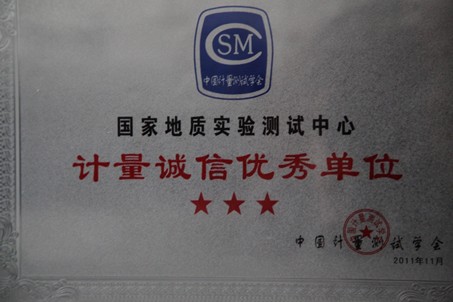 CSM
中国计量测试学会
国家地质实验测试中心
计量诚信优秀单位
★★★
中国计量测试学会
2011年11月